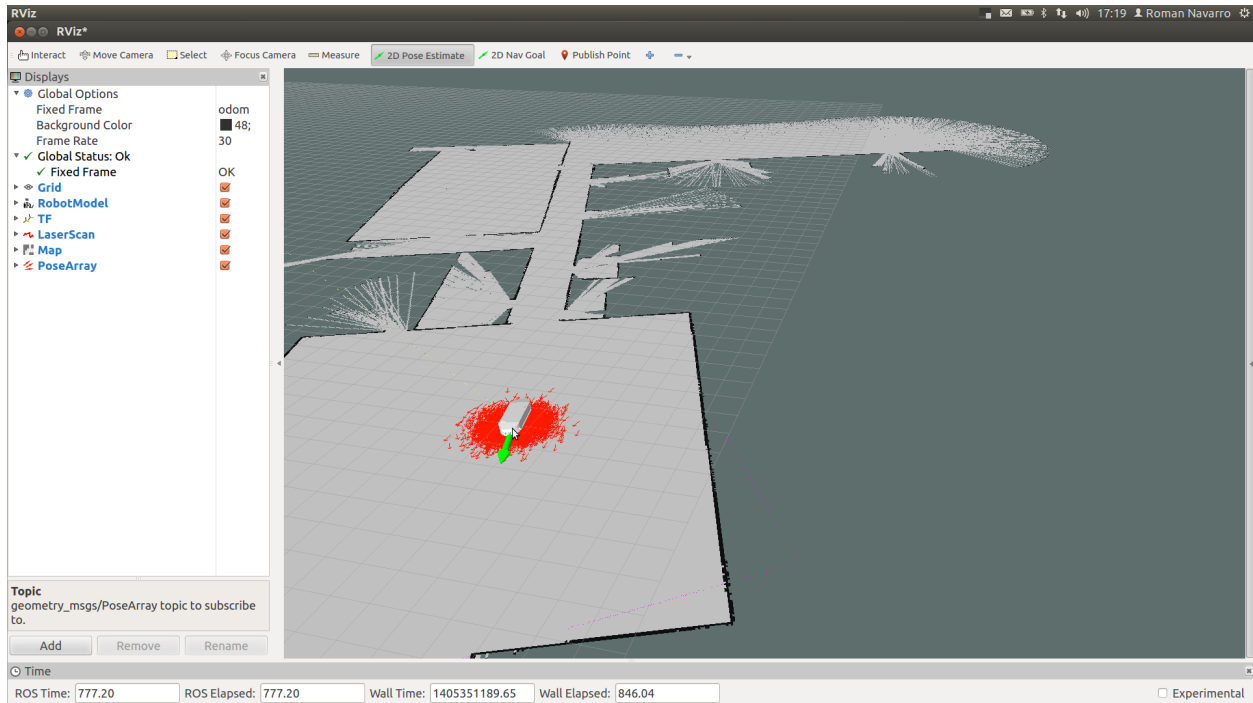 RViz
17:19 Roman Navarro
RViz*
Interact Move Camera Select Focus Camera Measure 2D Pose Estimate 2D Nav Goal Publish Point
Displays
Global Options
Fixed Frame odom
Background Color 48;
Frame Rate 30
Global Status: Ok
Fixed Frame OK
Grid
RobotModel
TF
LaserScan
Map
PoseArray
Topic
geometry_msgs/PoseArray topic to subscribe
to.
Add Remove Rename
Time
ROS Time: 777.20 ROS Elapsed: 777.20 Wall Time: 1405351189.65 Wall Elapsed: 846.04 Experimental